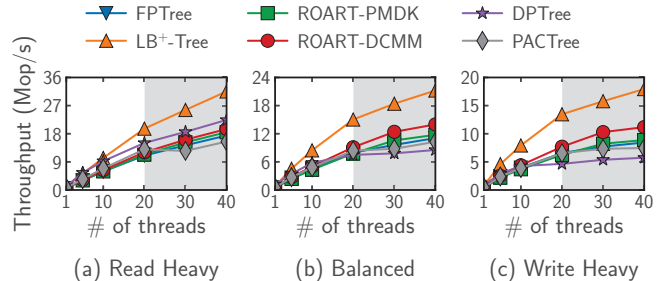 FPTree ROART-PMDK DPTree
LB+-Tree ROART-DCMM PACTree
Throughput (Mop/s)
36 27 18 9 0
1 10 20 30 40
# of threads
(a) Read Heavy
24 18 12 6 0
1 10 20 30 40
# of threads
(b) Balanced
20 15 10 5 0
1 10 20 30 40
# of threads
(c) Write Heavy